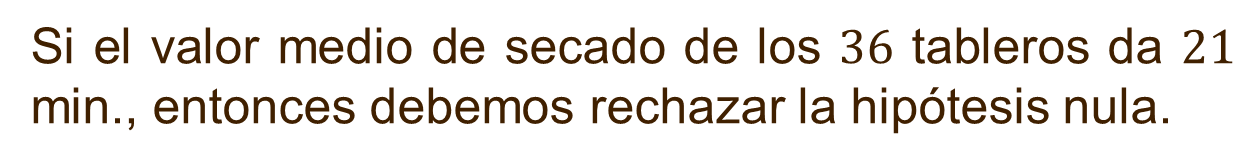 Si el valor medio de secado de los 36 tableros da 21
min., entonces debemos rechazar la hipótesis nula.